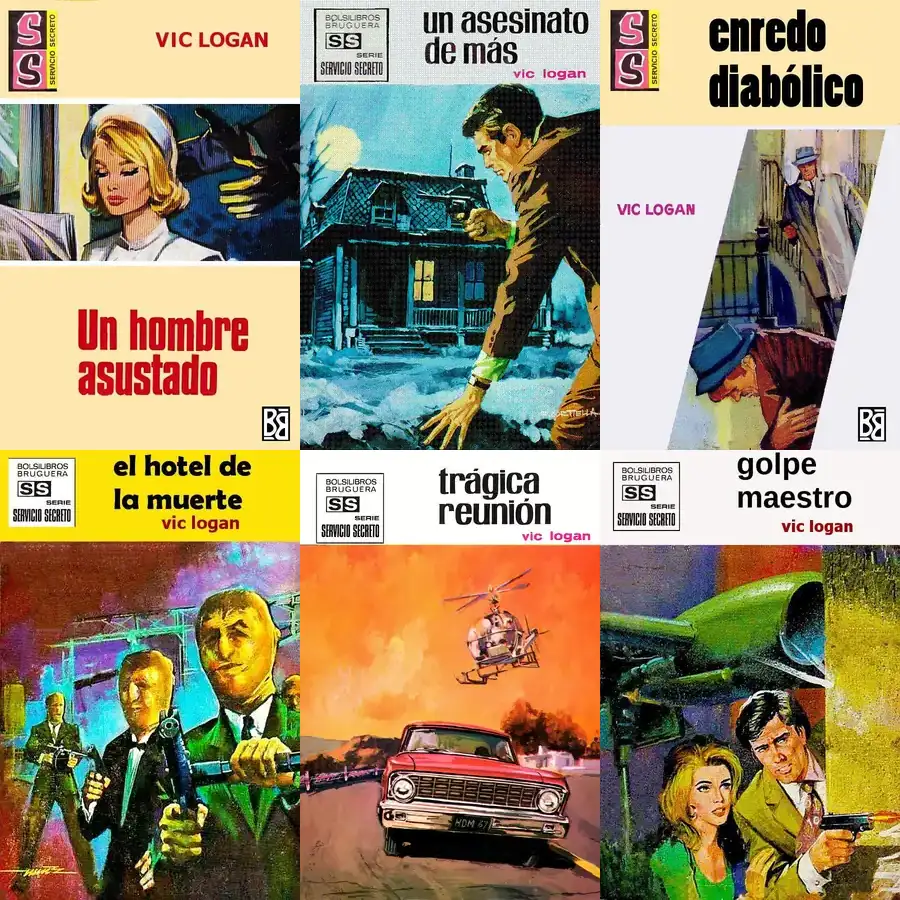 SS
SERVICIO SECRETO
VIC LOGAN
Un hombre
asustado
BB
BOLSILIBROS
BRUGUERA
SS
SERIE
SERVICIO SECRETO
un asesinato
de más
vic logan
SS
SERVICIO SECRETO
enredo
diabólico
VIC LOGAN
BB
BOLSILIBROS
BRUGUERA
SS
SERIE
SERVICIO SECRETO
el hotel de
la muerte
vic logan
BOLSILIBROS
BRUGUERA
SS
SERIE
SERVICIO SECRETO
trágica
reunión
vic logan
HDM 67
BOLSILIBROS
BRUGUERA
SS
SERIE
SERVICIO SECRETO
golpe
maestro
vic logan